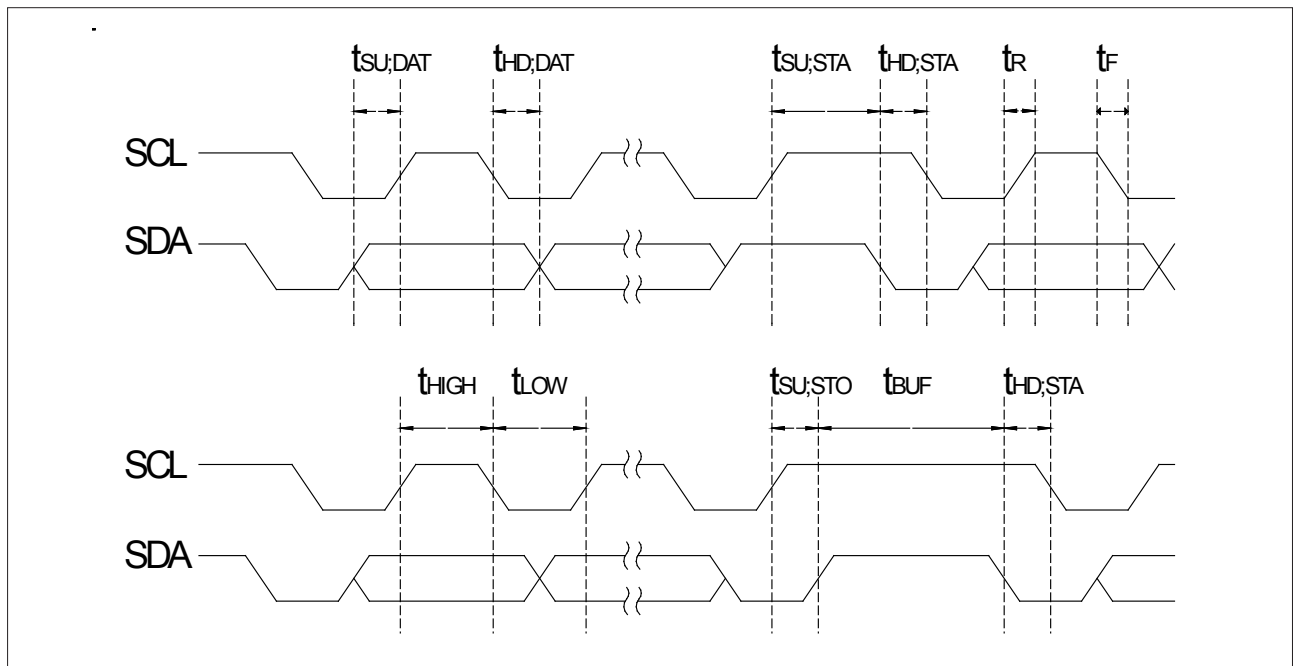 tSU;DAT tHD;DAT tSU;STA tHD;STA tR tF
SCL
SDA
tHIGH tLOW tSU;STO tBUF tHD;STA
SCL
SDA